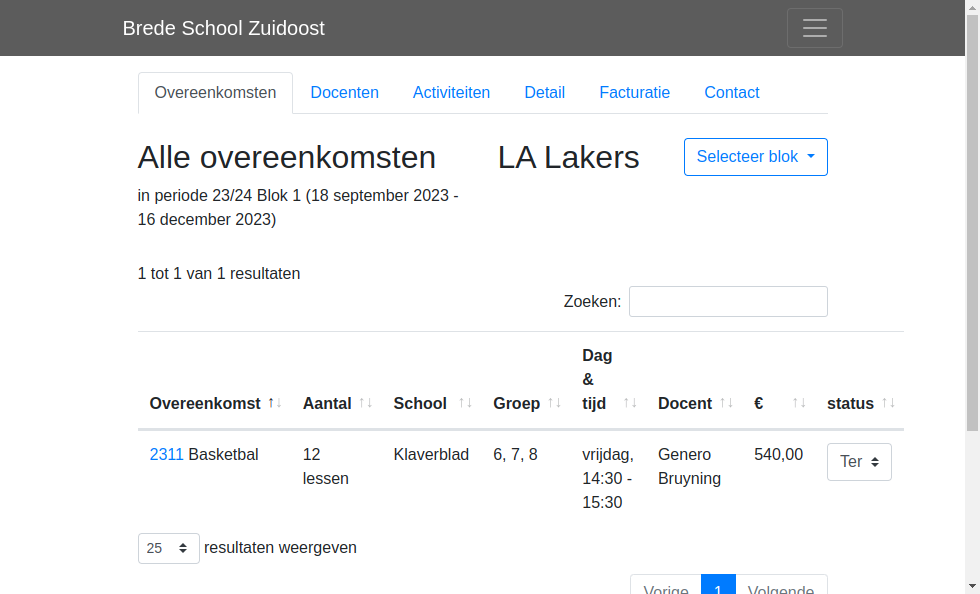 Brede School Zuidoost
Overeenkomsten Docenten Activiteiten Detail Facturatie Contact
Alle overeenkomsten LA Lakers Selecteer blok
in periode 23/24 Blok 1 (18 september 2023 -
16 december 2023)
1 tot 1 van 1 resultaten
Zoeken:
Dag
&
Overeenkomst ↑↓ Aantal ↑↓ School ↑↓ Groep ↑↓ tijd ↑↓ Docent ↑↓ € ↑↓ status ↑↓
2311 Basketbal 12 Klaverblad 6, 7, 8 vrijdag, Genero 540,00 Ter
lessen 14:30 - Bruyning
15:30
25 resultaten weergeven
Vorige 1 Volgende